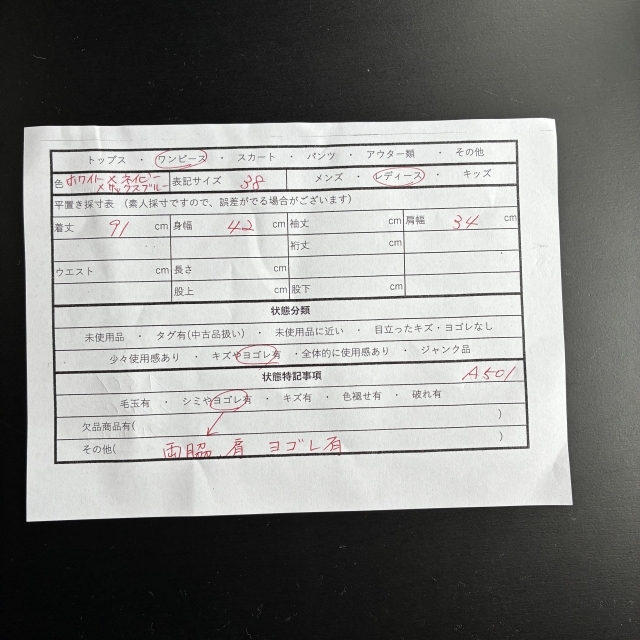 トップス ・ ワンピース ・ スカート ・ パンツ ・ アウター類 ・ その他
色 ホワイト×ネイビー×サックスブルー 表記サイズ 38 メンズ ・ レディース ・ キッズ
平置き採寸表 （素人採寸ですので、誤差がでる場合がございます）
着丈 91 cm 身幅 42 cm 袖丈 cm 肩幅 34 cm
裄丈 cm
ウエスト cm 長さ cm
股上 cm 股下 cm
状態分類
未使用品 ・ タグ有(中古品扱い)・ 未使用品に近い ・ 目立ったキズ・ヨゴレなし
少々使用感あり ・ キズやヨゴレ有 ・全体的に使用感あり ・ ジャンク品
状態特記事項 A501
毛玉有 ・ シミやヨゴレ有 ・ キズ有 ・ 色褪せ有 ・ 破れ有
欠品商品有( )
その他( 両脇 肩 ヨゴレ有 )